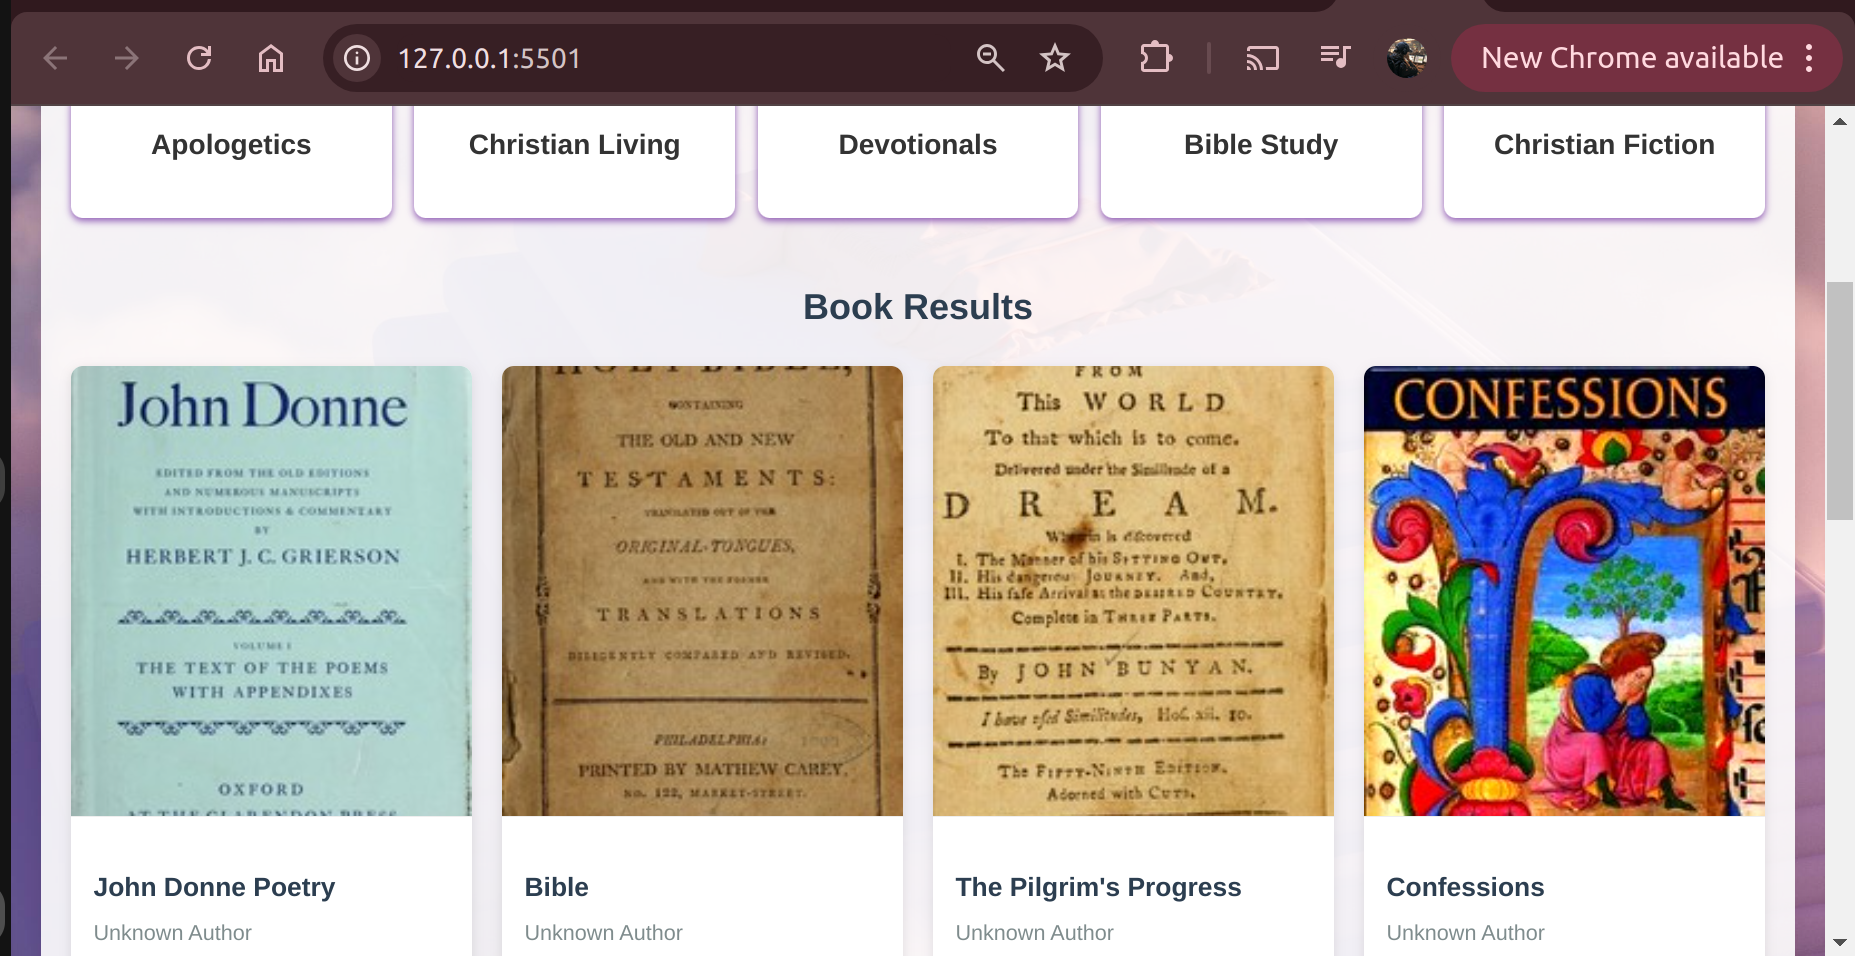 127.0.0.1:5501
New Chrome available
Apologetics
Christian Living
Devotionals
Bible Study
Christian Fiction
Book Results
John Donne
EDITED FROM THE OLD EDITIONS
AND NUMEROUS MANUSCRIPTS
WITH INTRODUCTIONS & COMMENTARY
BY
HERBERT J. C. GRIERSON
VOLUME I
THE TEXT OF THE POEMS
WITH APPENDIXES
OXFORD
AT THE CLARENDON PRESS
HOLY BIBLE,
CONTAINING
THE OLD AND NEW
TESTAMENTS:
TRANSLATED OUT OF THE
ORIGINAL TONGUES,
AND WITH THE FORMER
TRANSLATIONS
DILIGENTLY COMPARED AND REVISED.
PHILADELPHIA:
PRINTED BY MATHEW CAREY,
NO. 122, MARKET-STREET.
FROM
This WORLD
To that which is to come.
Delivered under the Similitude of a
DREAM.
Wherein is discovered
I. The Manner of his SETTING OUT,
II. His dangerous JOURNEY. And,
III. His safe Arrival at the DESIRED COUNTRY.
Complete in THREE PARTS.
By JOHN BUNYAN.
I have used Similitudes, Hos. xii. 10.
The FIFTY-NINTH EDITION.
Adorned with CUTS.
CONFESSIONS
John Donne Poetry
Unknown Author
Bible
Unknown Author
The Pilgrim's Progress
Unknown Author
Confessions
Unknown Author